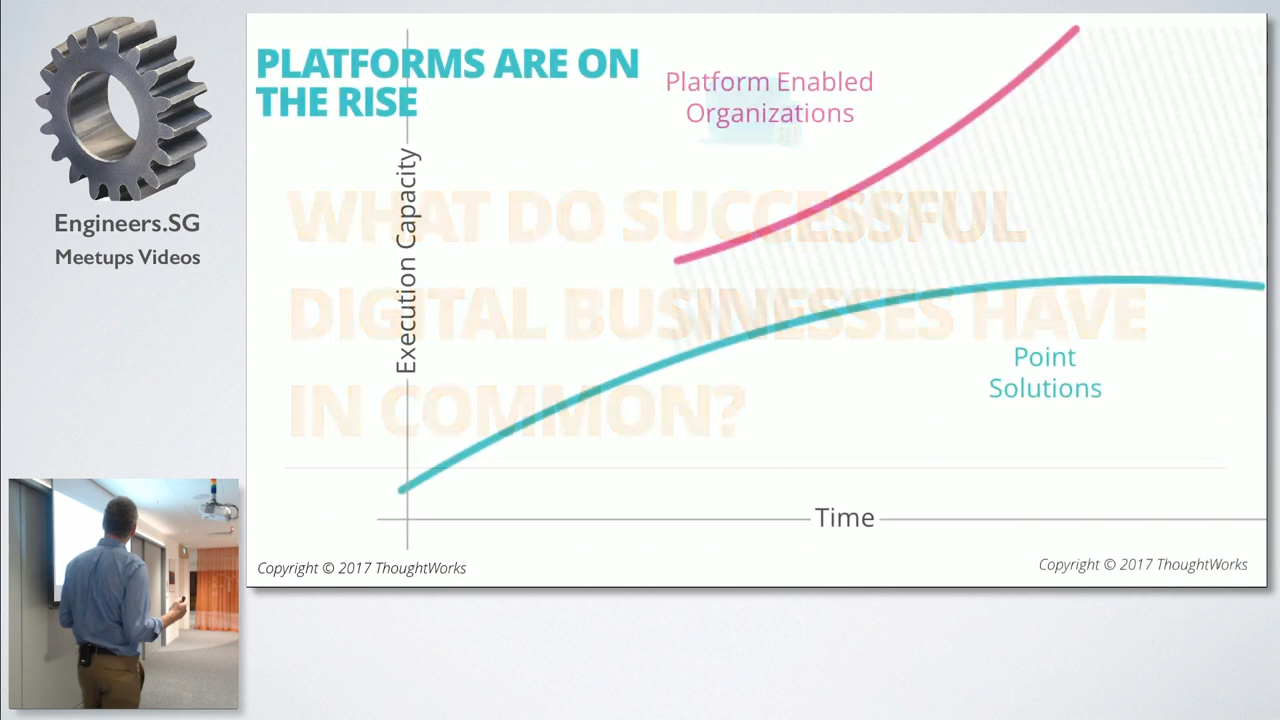 Engineers.SG
Meetups Videos
PLATFORMS ARE ON
THE RISE
Platform Enabled
Organizations
Execution Capacity
WHAT DO SUCCESSFUL
DIGITAL BUSINESSES HAVE
IN COMMON?
Point
Solutions
Time
Copyright © 2017 ThoughtWorks
Copyright © 2017 ThoughtWorks